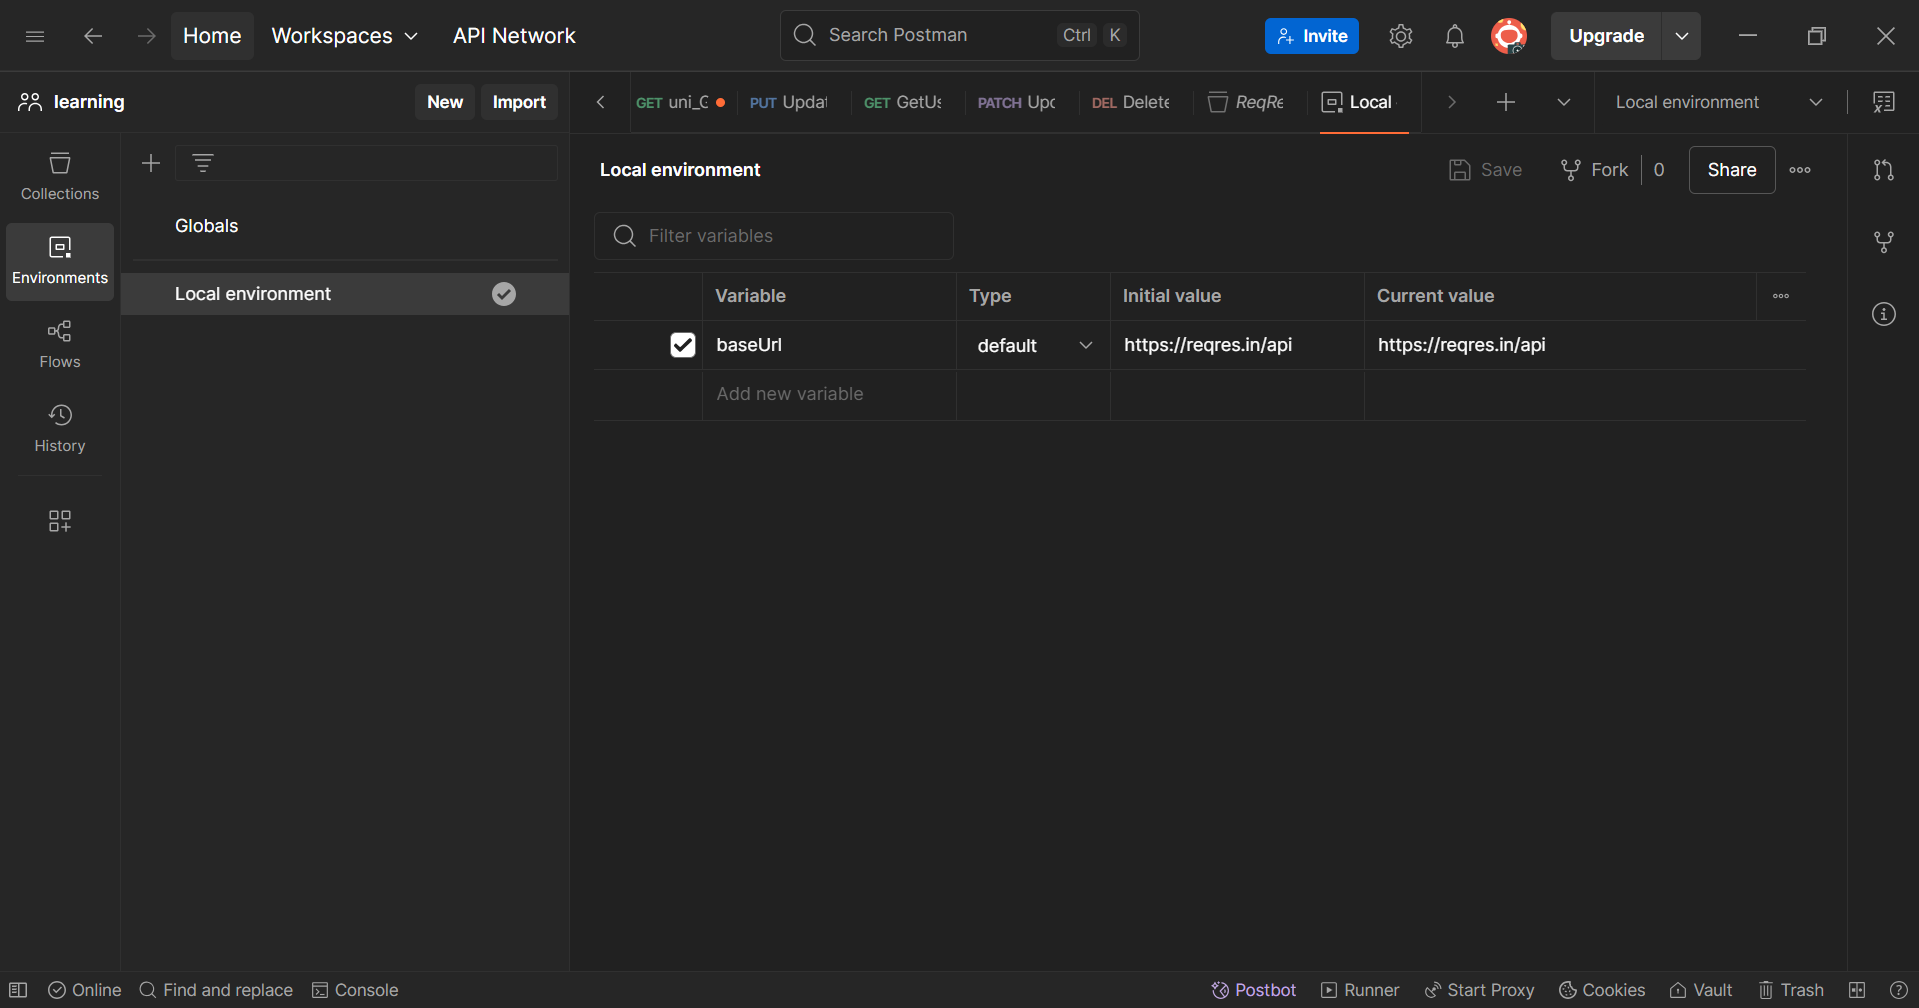 Home Workspaces API Network Search Postman Ctrl K Invite Upgrade
learning New Import GET uni_G PUT Updat GET GetUs PATCH Upd DEL Delete ReqRe Local Local environment
Collections
Environments
Flows
History
Globals
Local environment
Local environment Save Fork 0 Share
Filter variables
Variable Type Initial value Current value
baseUrl default https://reqres.in/api https://reqres.in/api
Add new variable
Online Find and replace Console Postbot Runner Start Proxy Cookies Vault Trash